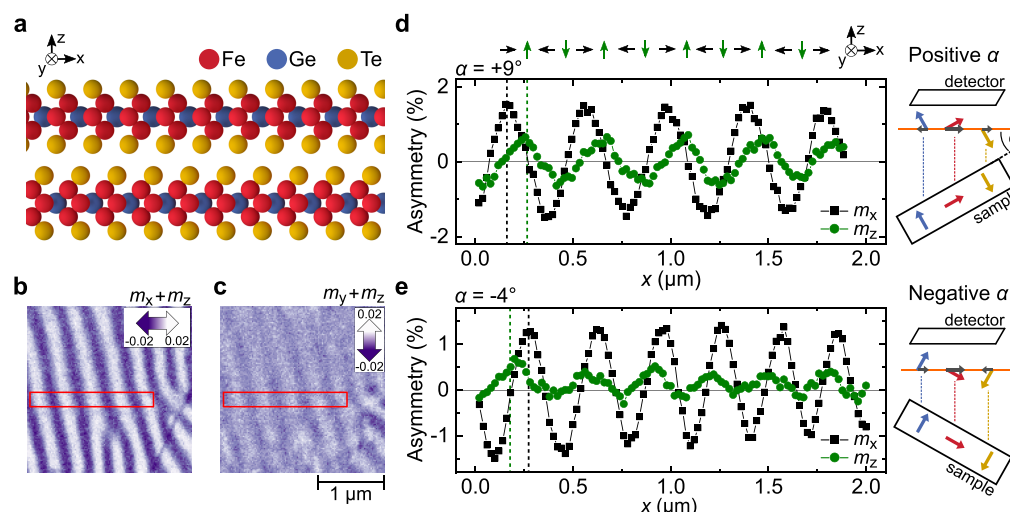 a
z
y
x
Fe
Ge
Te
b
mx+mz
-0.02
0.02
c
my+mz
0.02
-0.02
1 µm
d
z
y
x
α = +9°
Asymmetry (%)
2
0
-2
mx
mz
0.0
0.5
1.0
1.5
2.0
x (µm)
Positive α
detector
sample
e
α = -4°
Asymmetry (%)
1
0
-1
mx
mz
0.0
0.5
1.0
1.5
2.0
x (µm)
Negative α
detector
sample